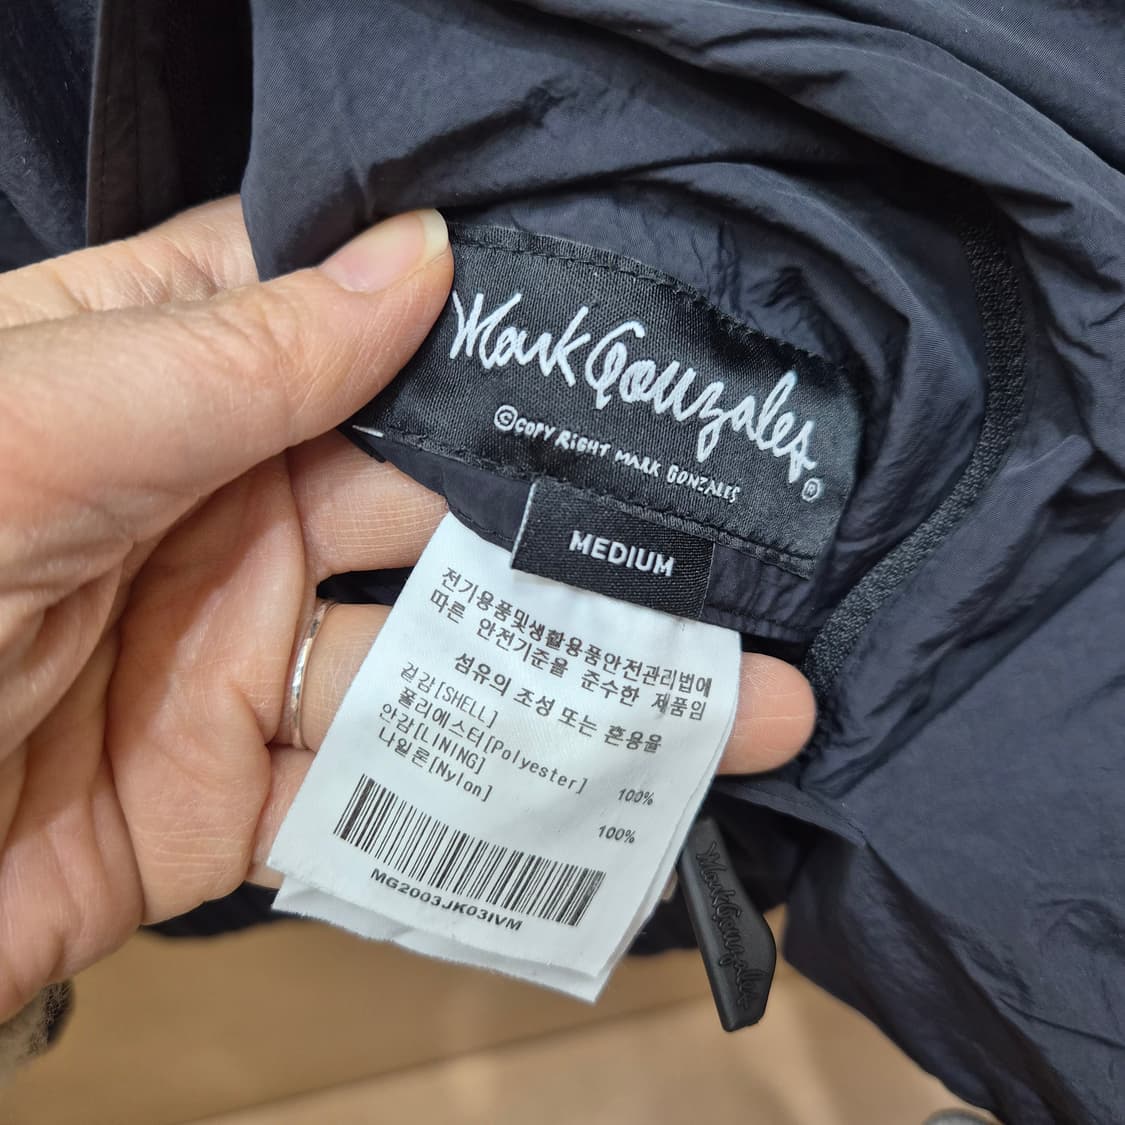 Mark Gonzales ®
©COPY RIGHT MARK GONZALES
MEDIUM
전기용품및생활용품안전관리법에
따른 안전기준을 준수한 제품임
섬유의 조성 또는 혼용율
겉감[SHELL]
폴리에스터[Polyester] 100%
안감[LINING]
나일론[Nylon] 100%
MG2003JK03IVM
Mark Gonzales